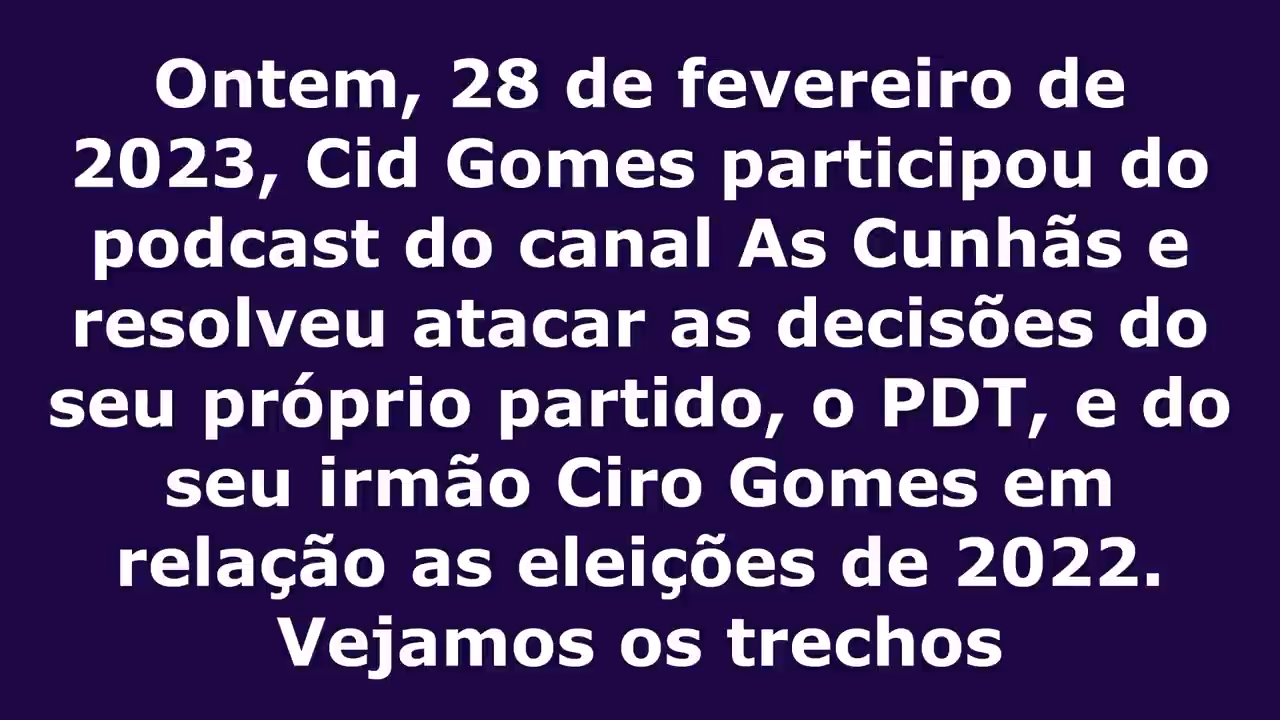 Ontem, 28 de fevereiro de
2023, Cid Gomes participou do
podcast do canal As Cunhãs e
resolveu atacar as decisões do
seu próprio partido, o PDT, e do
seu irmão Ciro Gomes em
relação as eleições de 2022.
Vejamos os trechos